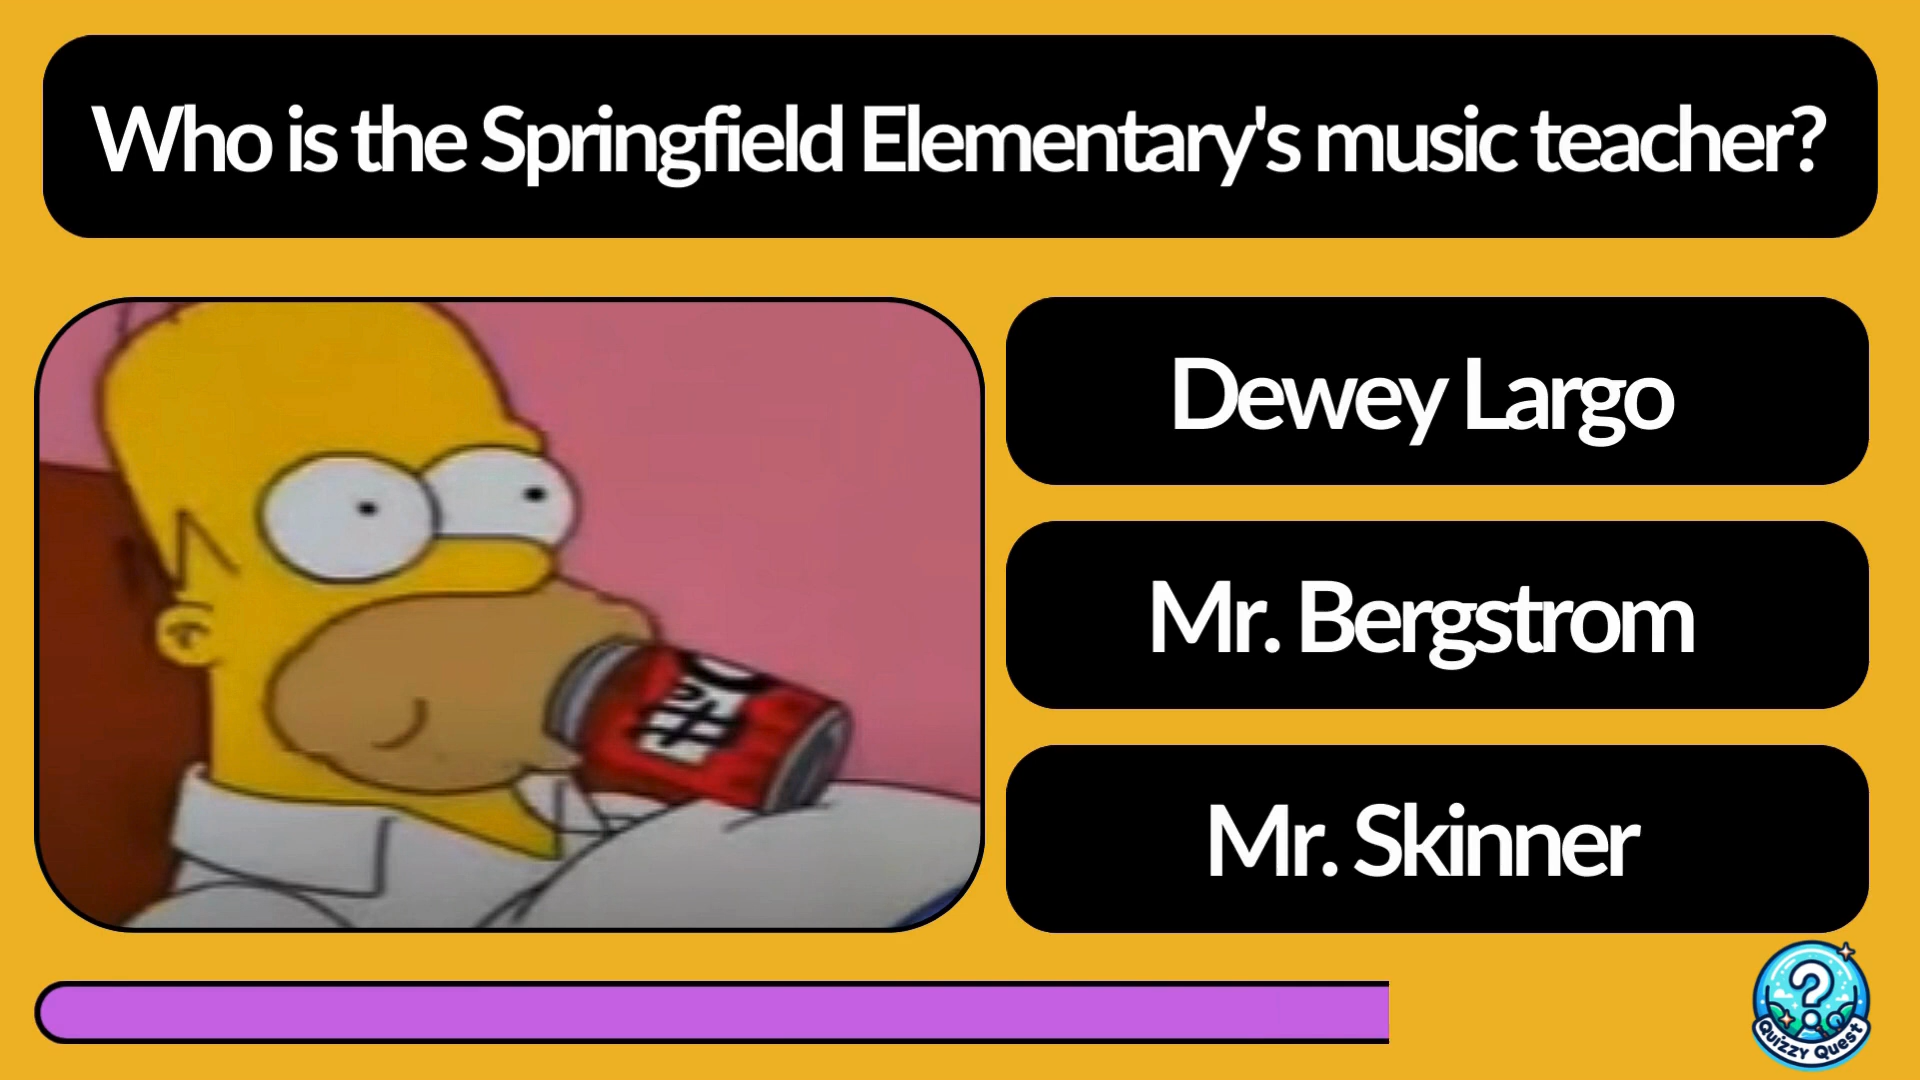 Who is the Springfield Elementary's music teacher?
Dewey Largo
Mr. Bergstrom
Mr. Skinner
Duff
?
Quizzy Quest